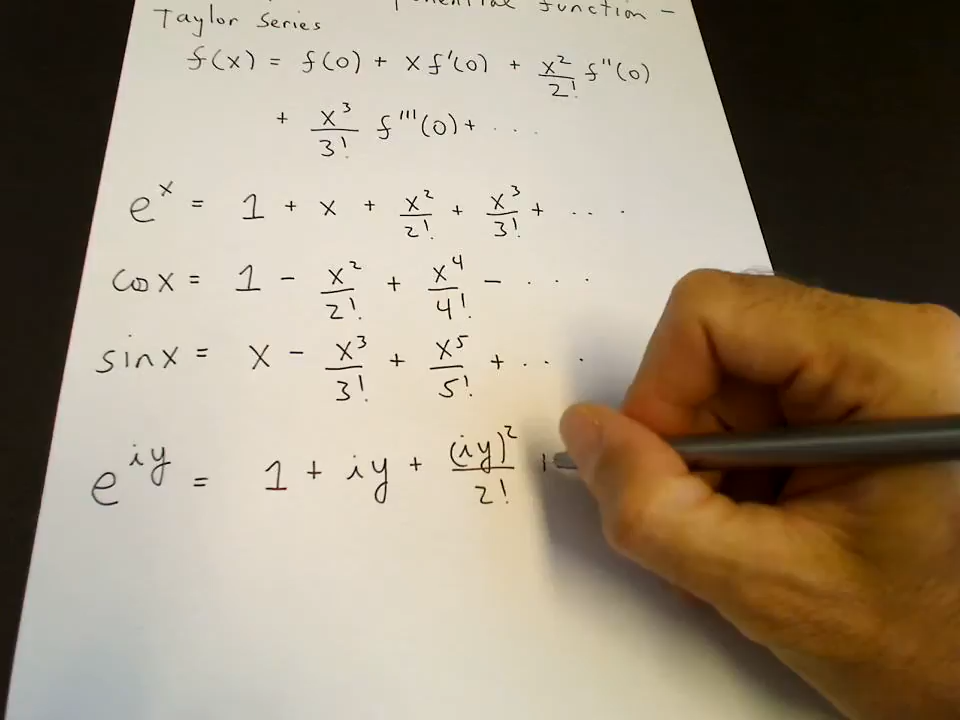 function -
Taylor Series
f(x) = f(0) + x f'(0) + x²/2! f''(0)
+ x³/3! f'''(0) + ...
e^x = 1 + x + x²/2! + x³/3! + ...
cos x = 1 - x²/2! + x⁴/4! - ...
sin x = x - x³/3! + x⁵/5! + ...
e^iy = 1 + iy + (iy)²/2! +